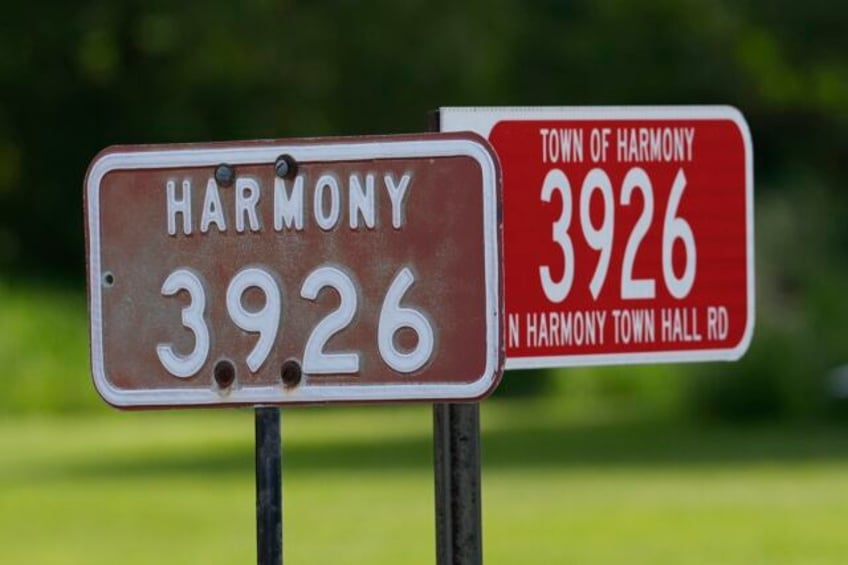 HARMONY
3926
TOWN OF HARMONY
3926
N HARMONY TOWN HALL RD